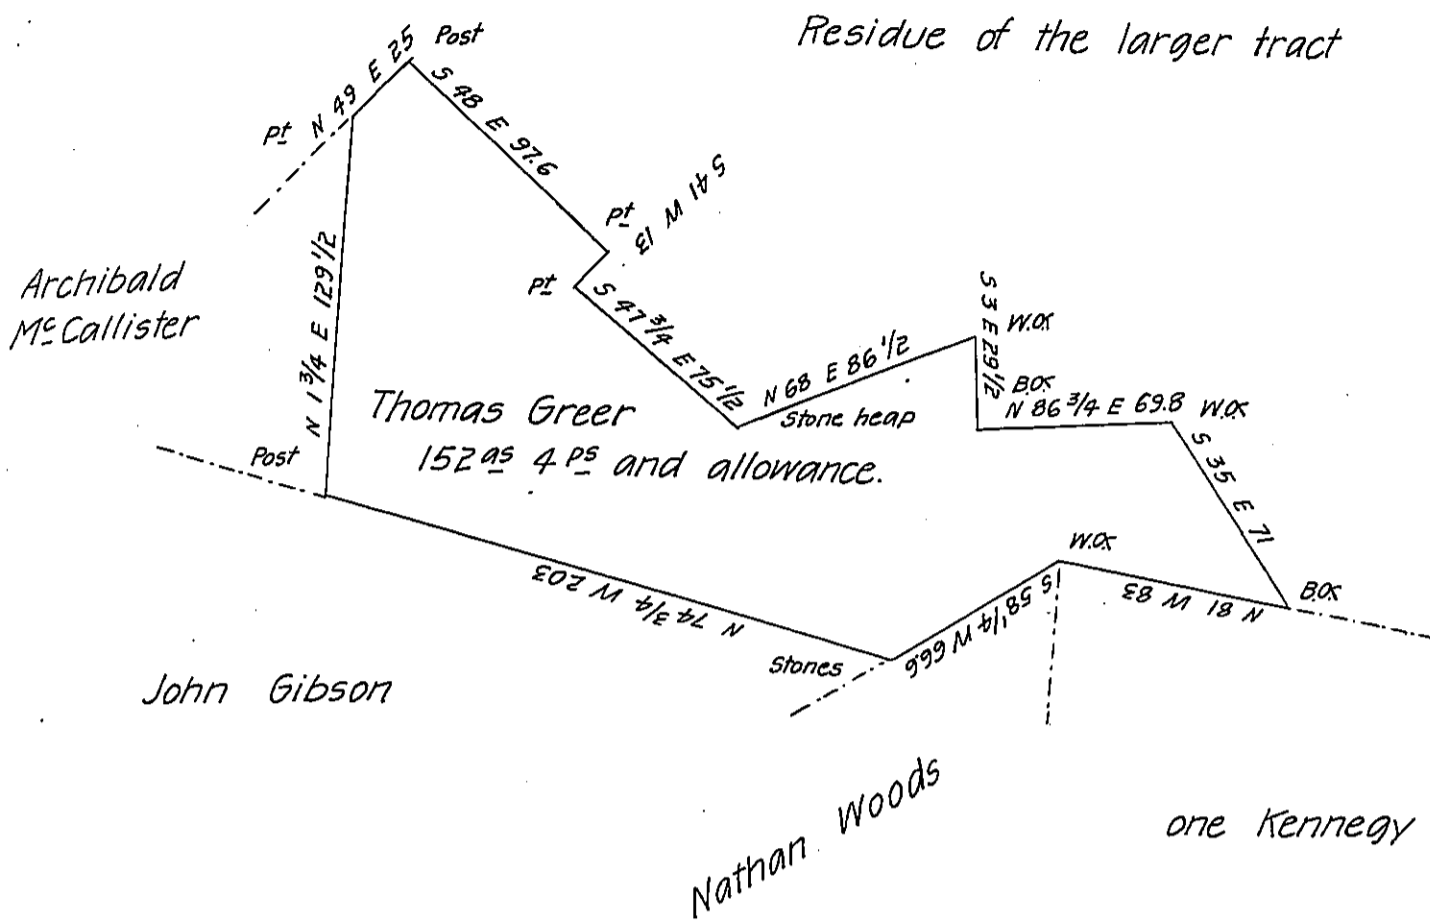 Residue of the larger tract
Post
N 49 E 25
Pt
S 48 E 97.6
Pt
S 41 W 13
Pt
Archibald
McCallister
N 1 3/4 E 129 1/2
S 47 3/4 E 75 1/2
N 68 E 86 1/2
Stone heap
S 3 E 29 1/2
W.O.
B.O.
N 86 3/4 E 69.8
W.O.
Thomas Greer
152 as 4 ps and allowance.
S 35 E 71
Post
W.O.
B.O.
N 81 W 83
S 58 1/4 W 66.6
N 74 3/4 W 203
Stones
John Gibson
Nathan Woods
one Kennegy